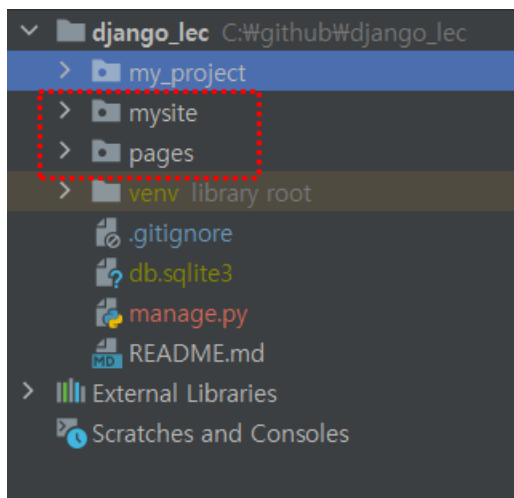 django_lec C:₩github₩django_lec
my_project
mysite
pages
venv library root
.gitignore
db.sqlite3
manage.py
MD README.md
External Libraries
Scratches and Consoles